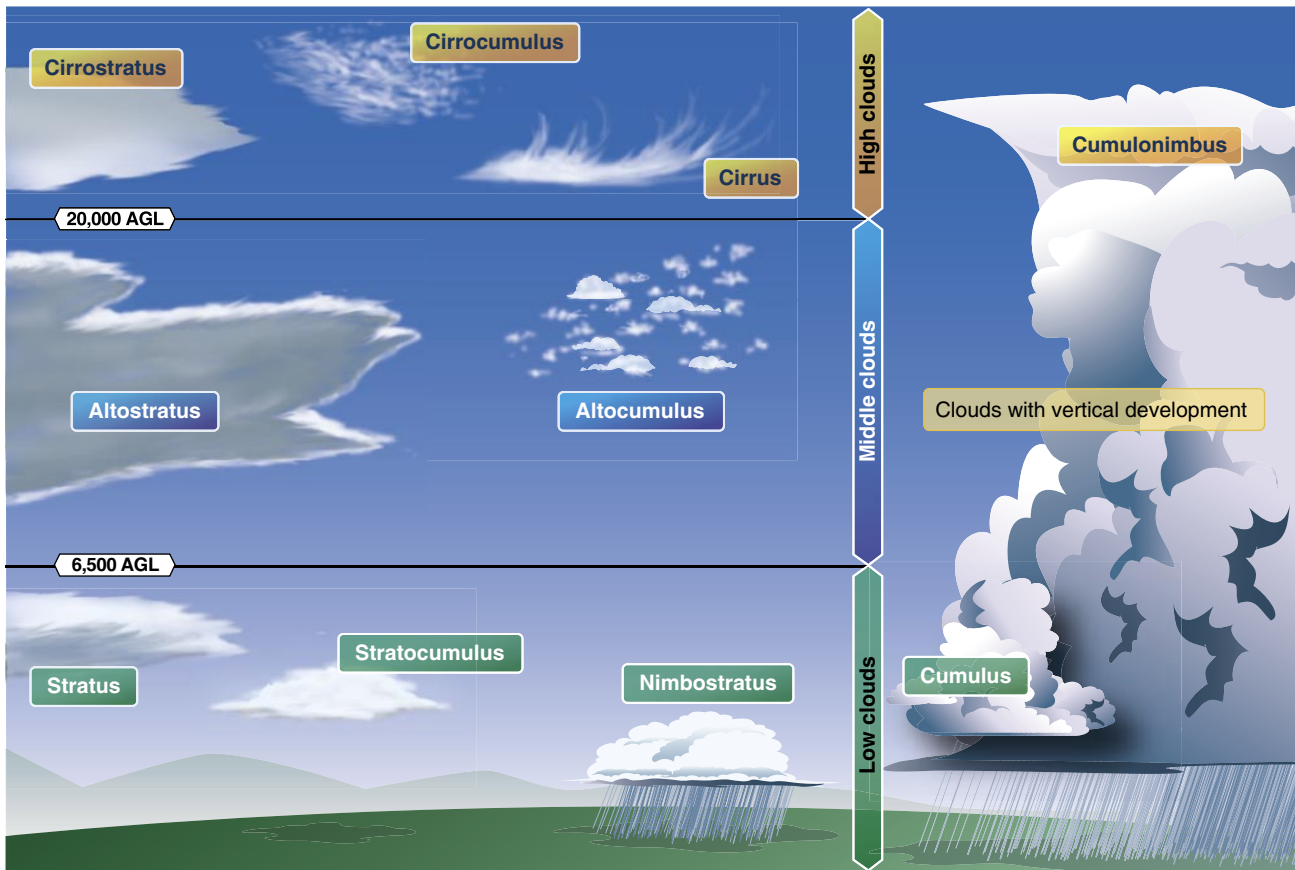 Cirrostratus
Cirrocumulus
Cirrus
High clouds
Cumulonimbus
20,000 AGL
Altostratus
Altocumulus
Middle clouds
Clouds with vertical development
6,500 AGL
Stratus
Stratocumulus
Nimbostratus
Low clouds
Cumulus